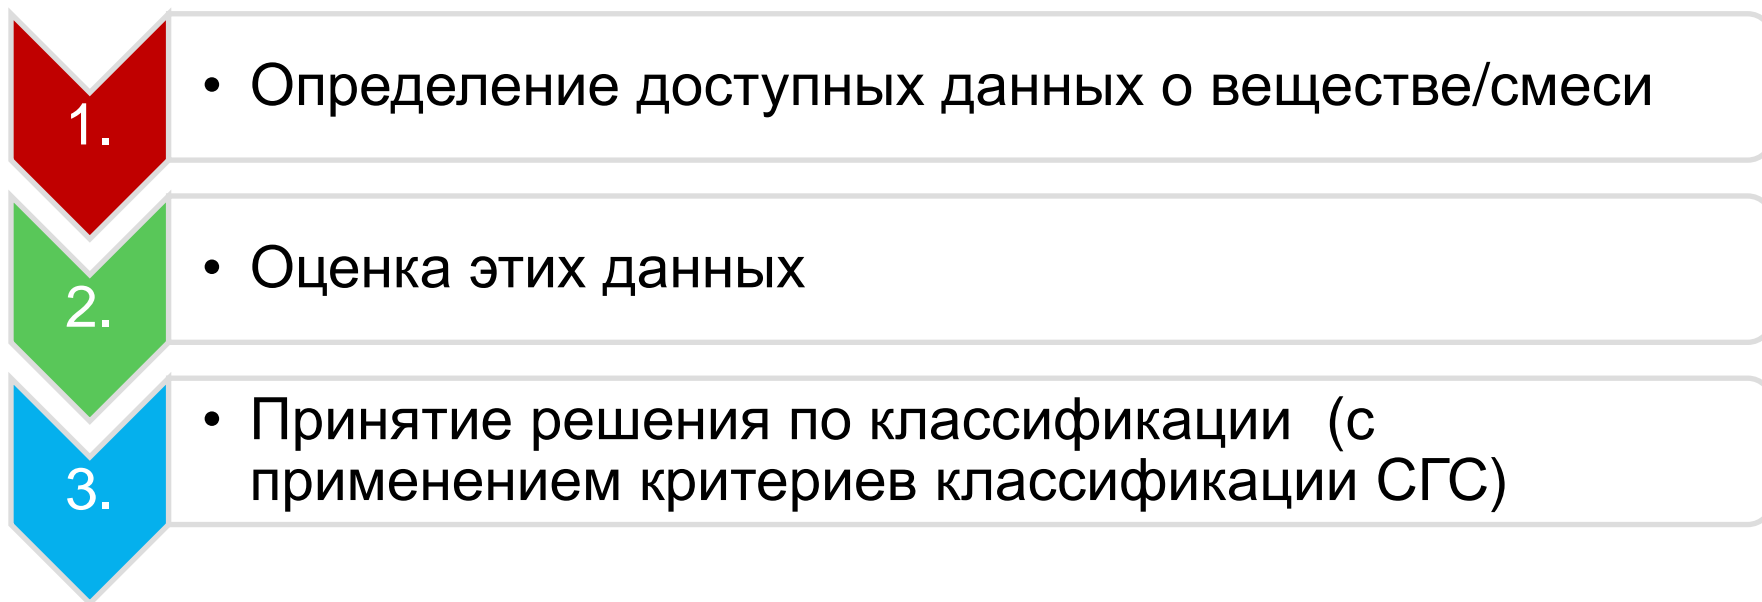 1.
• Определение доступных данных о веществе/смеси
2.
• Оценка этих данных
3.
• Принятие решения по классификации (с
применением критериев классификации СГС)